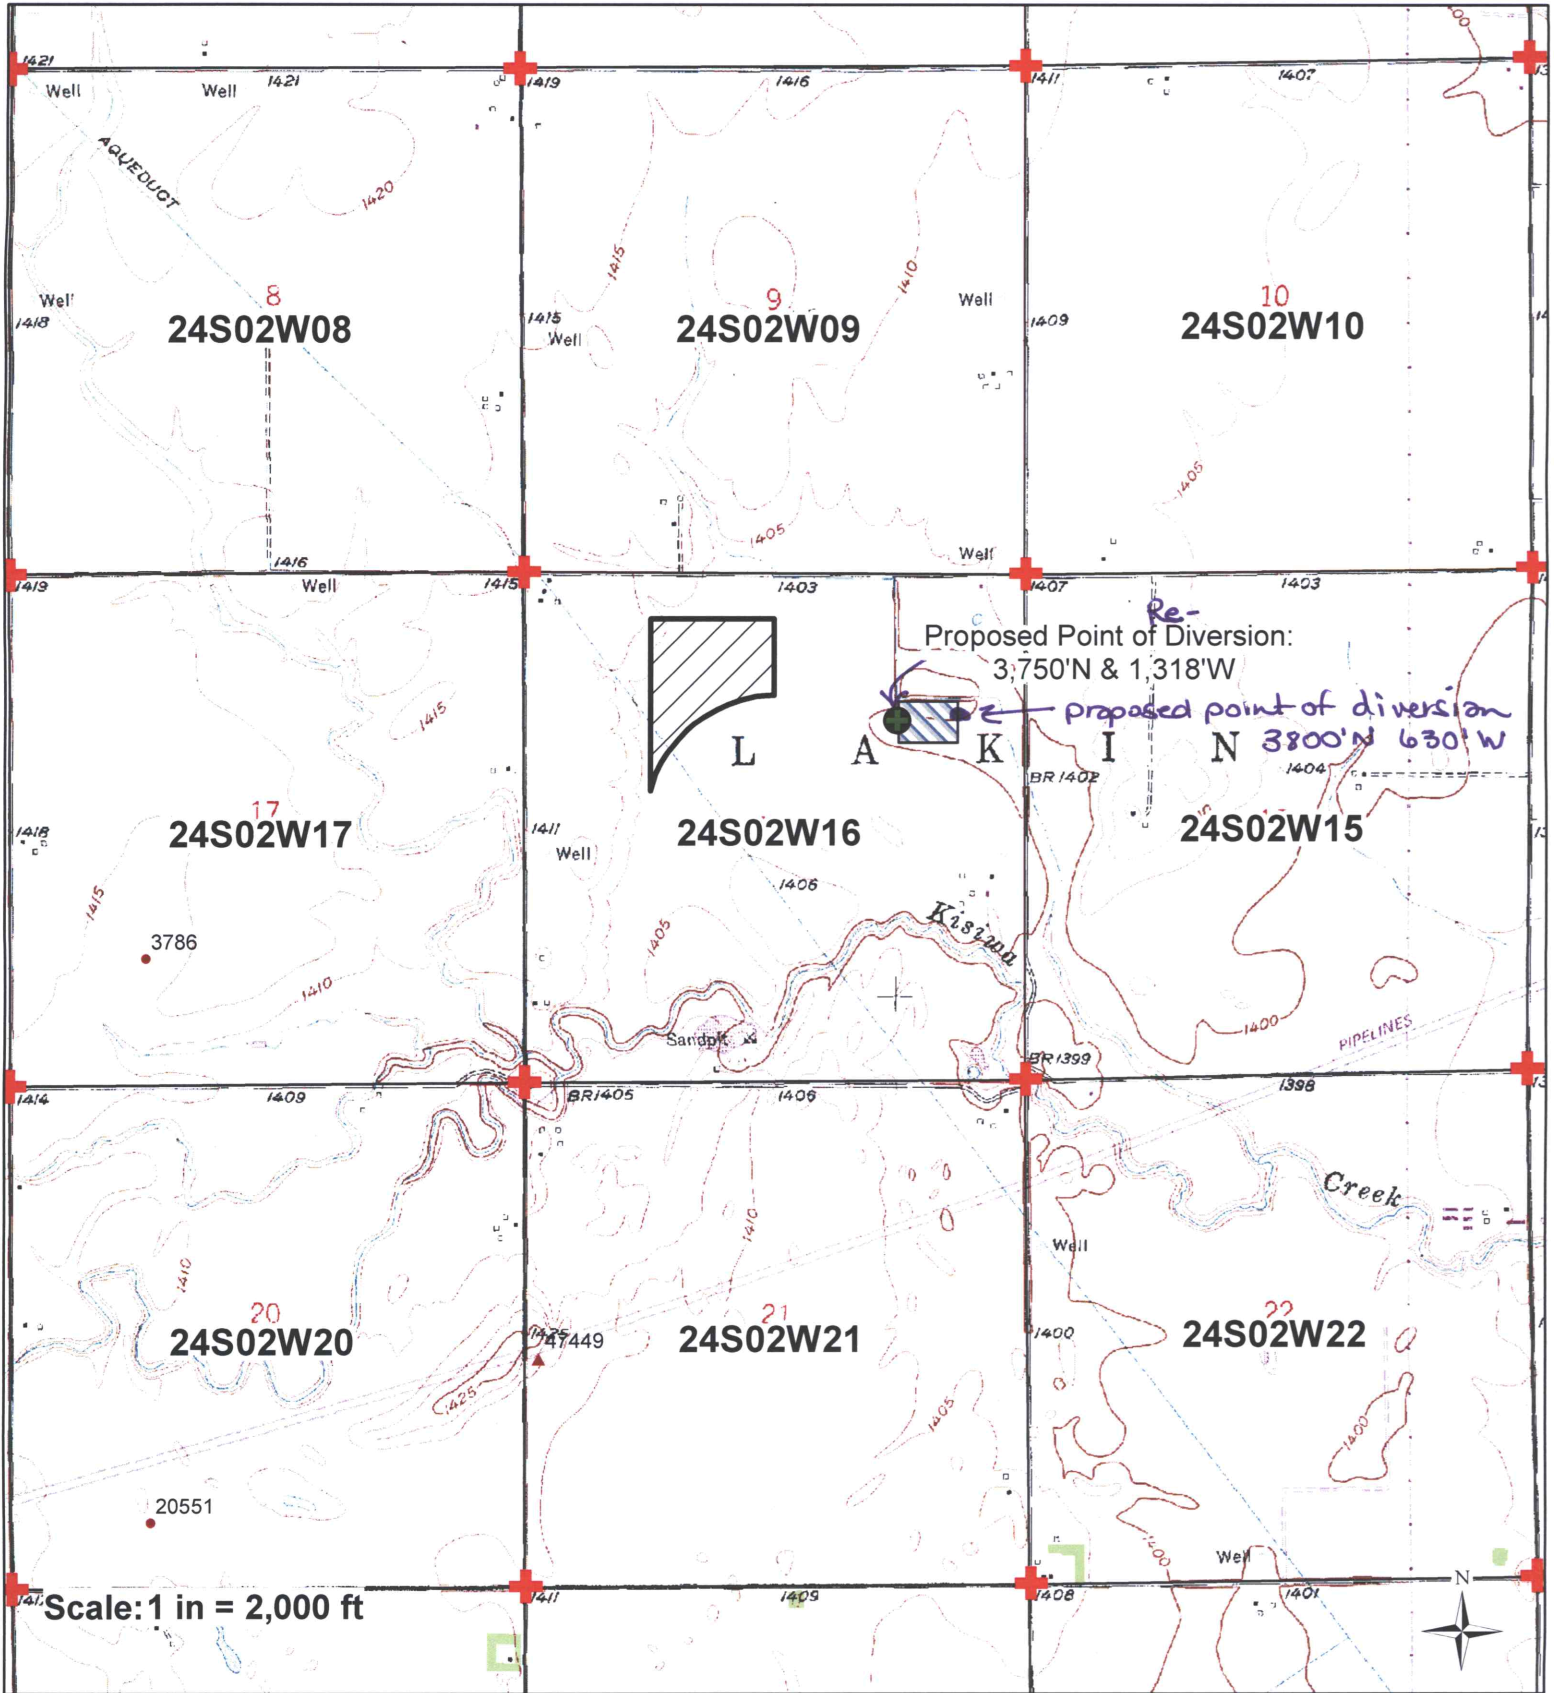 1421
1421
1419
1416
1411
1407
Well
Well
AQUEDUCT
1420
1415
1410
Well
8
9
Well
10
1418
24S02W08
1415
24S02W09
1409
24S02W10
Well
1405
1405
Well
1416
1419
Well
1415
1403
1407
1403
Re-
Proposed Point of Diversion:
3,750'N & 1,318'W
proposed point of diversion
3800'N 630'W
1415
L A K I N
1404
BR 1402
17
1418
24S02W17
1411
24S02W16
24S02W15
Well
1406
1415
1405
Kisiwa
3786
1410
1400
PIPELINES
Sandpit
BR 1399
1414
1409
BR 1405
1406
1398
Creek
1410
1410
Well
20
21
22
24S02W20
1425
47449
24S02W21
1400
24S02W22
1425
1405
1400
20551
1400
Well
N
Scale: 1 in = 2,000 ft
1411
1409
1408
1401